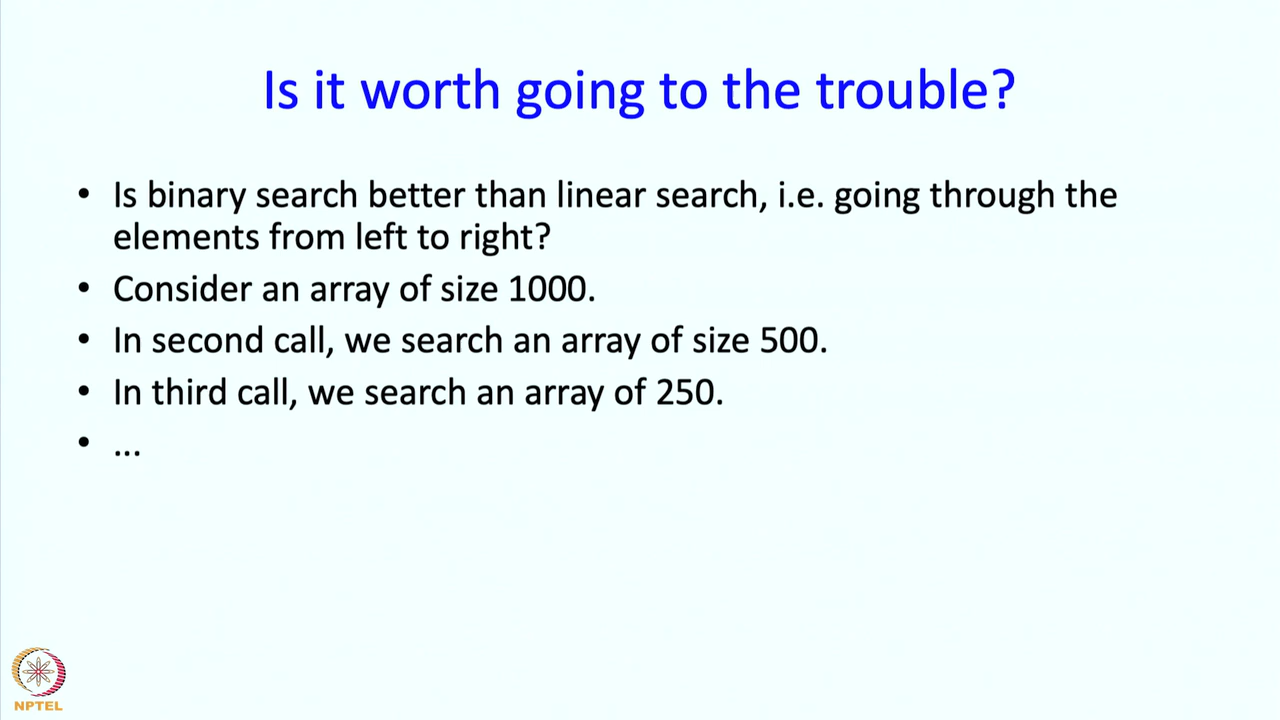 Is it worth going to the trouble?
• Is binary search better than linear search, i.e. going through the
elements from left to right?
• Consider an array of size 1000.
• In second call, we search an array of size 500.
• In third call, we search an array of 250.
• ...
NPTEL